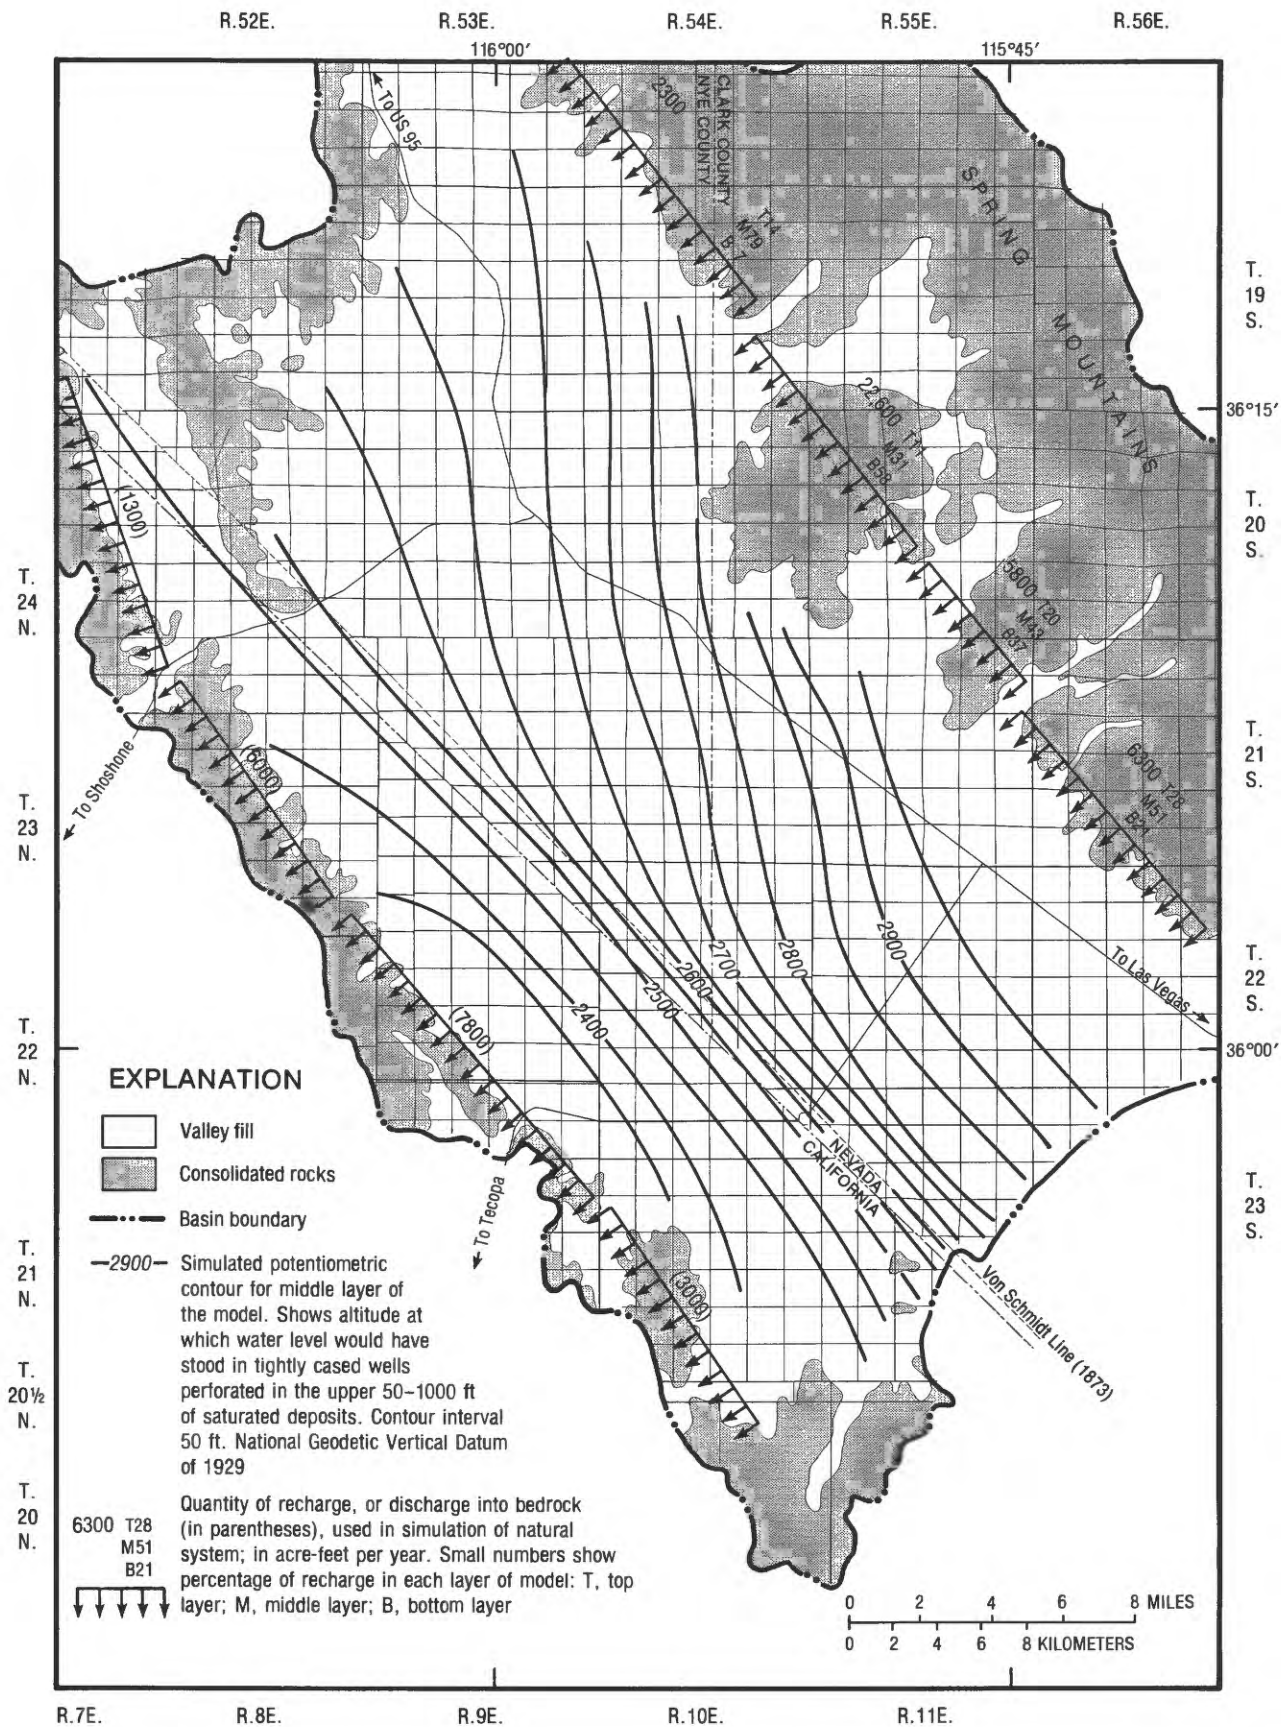 R.52E.
R.53E.
R.54E.
R.55E.
R.56E.
116°00′
115°45′
To US 95
2300
CLARK COUNTY
NYE COUNTY
T14
M79
B 7
SPRING
MOUNTAINS
T.
19
S.
36°15′
22,600 T11
M31
B58
(1300)
T.
20
S.
T.
24
N.
5800 T20
M43
B37
To Shoshone
(6000)
T.
21
S.
6300 T28
M51
B21
T.
23
N.
2900
2800
2700
2600
2500
2400
To Las Vegas
T.
22
S.
(7800)
T.
22
N.
36°00′
NEVADA
CALIFORNIA
T.
23
S.
To Tecopa
(3000)
Von Schmidt Line (1873)
T.
21
N.
T.
20½
N.
T.
20
N.
EXPLANATION
Valley fill
Consolidated rocks
Basin boundary
2900
Simulated potentiometric
contour for middle layer of
the model. Shows altitude at
which water level would have
stood in tightly cased wells
perforated in the upper 50–1000 ft
of saturated deposits. Contour interval
50 ft. National Geodetic Vertical Datum
of 1929
6300 T28
M51
B21
Quantity of recharge, or discharge into bedrock
(in parentheses), used in simulation of natural
system; in acre-feet per year. Small numbers show
percentage of recharge in each layer of model: T, top
layer; M, middle layer; B, bottom layer
0 2 4 6 8 MILES
0 2 4 6 8 KILOMETERS
R.7E.
R.8E.
R.9E.
R.10E.
R.11E.